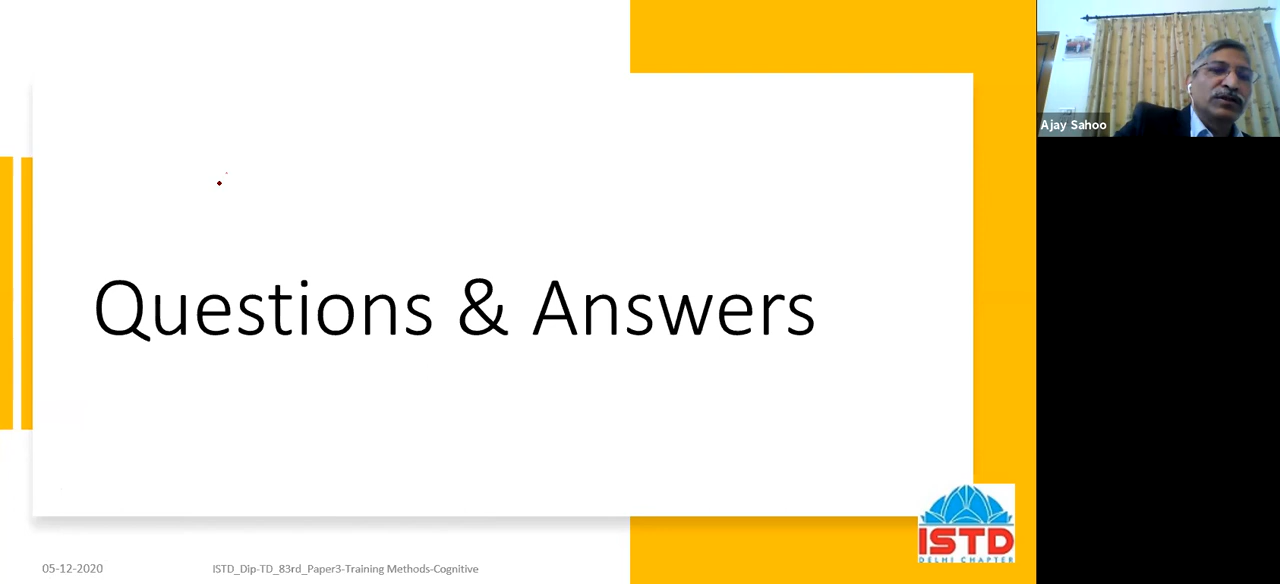 Ajay Sahoo
Questions & Answers
ISTD
DELHI CHAPTER
05-12-2020
ISTD_Dip-TD_83rd_Paper3-Training Methods-Cognitive